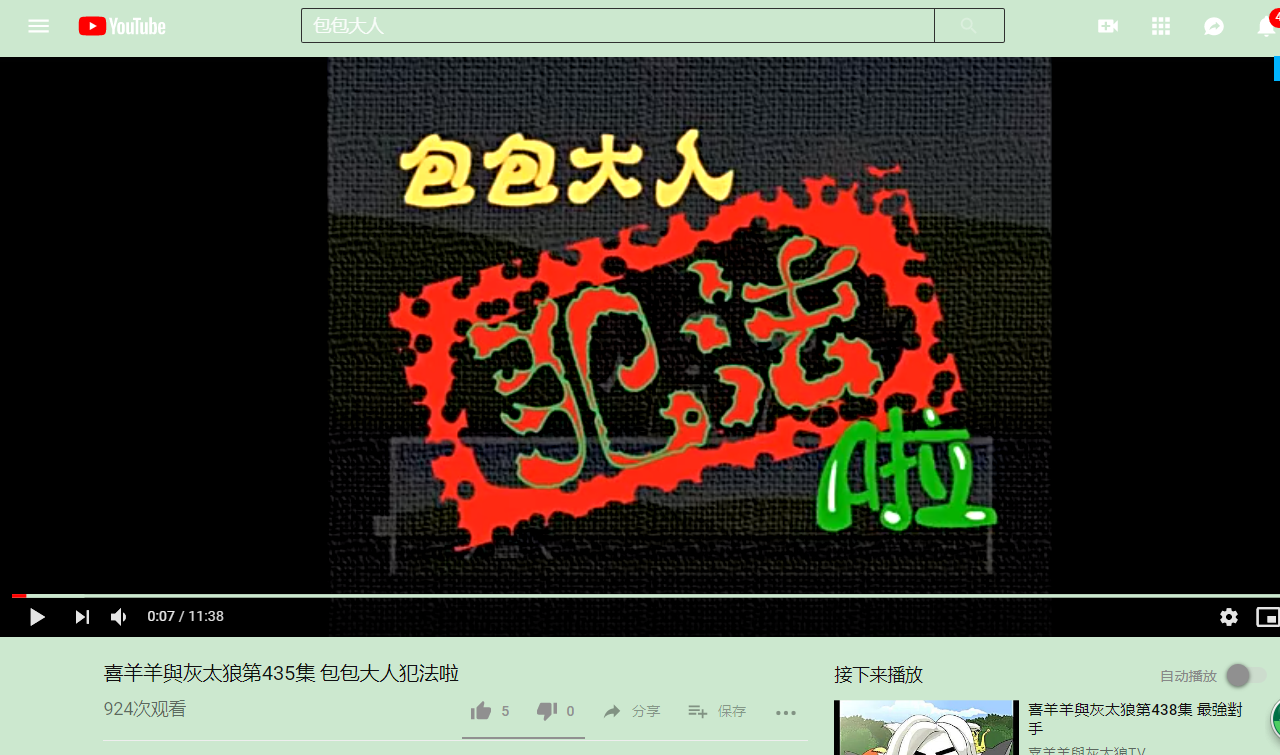 YouTube
包包大人
4
包包大人
犯法
啦
0:07 / 11:38
喜羊羊與灰太狼第435集 包包大人犯法啦
924次观看
5
0
分享
保存
接下来播放
自动播放
喜羊羊與灰太狼第438集 最強對
手
喜羊羊與灰太狼TV